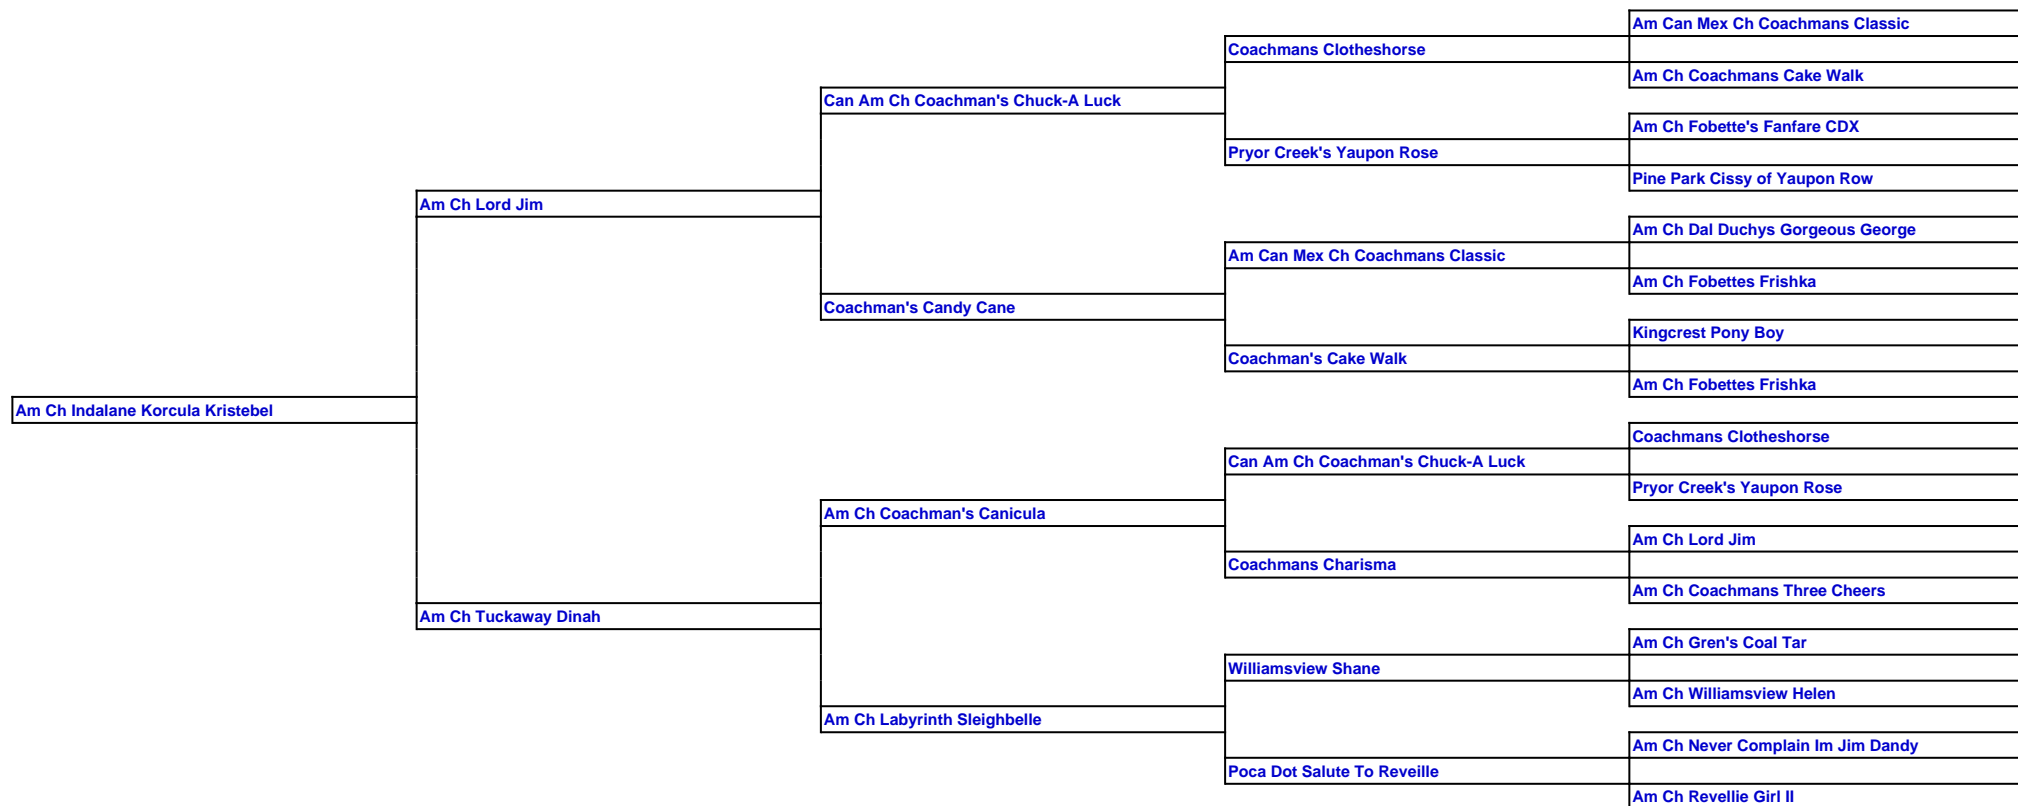 Am Can Mex Ch Coachmans Classic
Coachmans Clotheshorse
Am Ch Coachmans Cake Walk
Can Am Ch Coachman's Chuck-A Luck
Am Ch Fobette's Fanfare CDX
Pryor Creek's Yaupon Rose
Pine Park Cissy of Yaupon Row
Am Ch Lord Jim
Am Ch Dal Duchys Gorgeous George
Am Can Mex Ch Coachmans Classic
Am Ch Fobettes Frishka
Coachman's Candy Cane
Kingcrest Pony Boy
Coachman's Cake Walk
Am Ch Fobettes Frishka
Am Ch Indalane Korcula Kristebel
Coachmans Clotheshorse
Can Am Ch Coachman's Chuck-A Luck
Pryor Creek's Yaupon Rose
Am Ch Coachman's Canicula
Am Ch Lord Jim
Coachmans Charisma
Am Ch Coachmans Three Cheers
Am Ch Tuckaway Dinah
Am Ch Gren's Coal Tar
Williamsview Shane
Am Ch Williamsview Helen
Am Ch Labyrinth Sleighbelle
Am Ch Never Complain Im Jim Dandy
Poca Dot Salute To Reveille
Am Ch Revellie Girl II